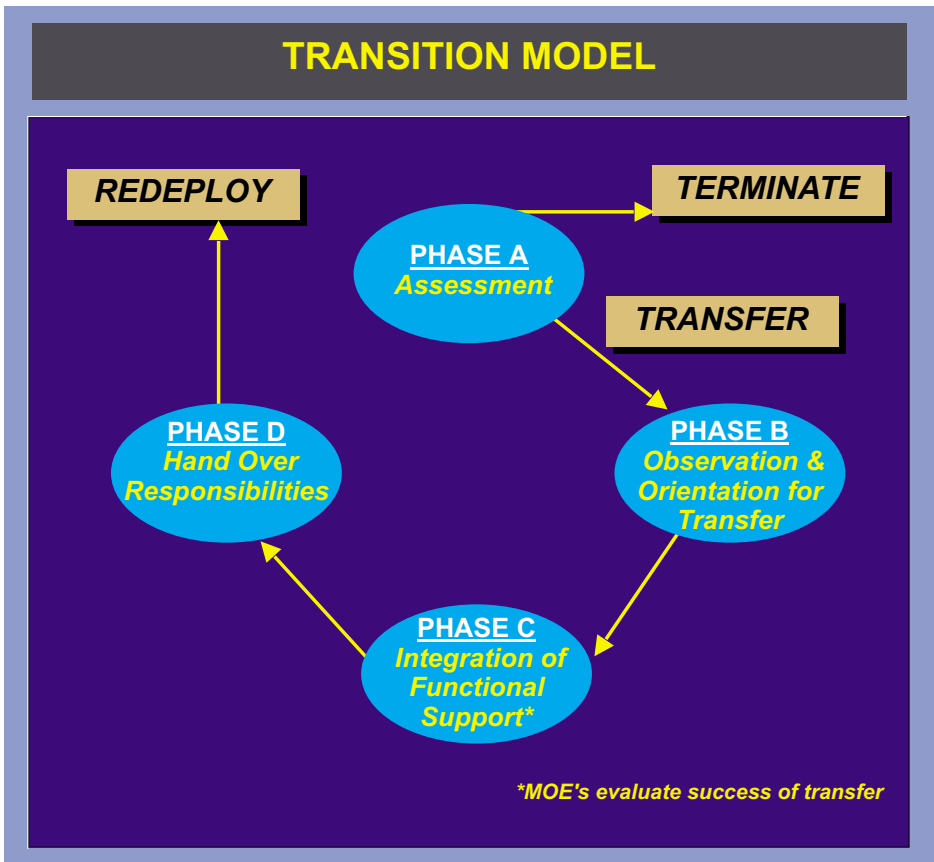 TRANSITION MODEL
REDEPLOY
TERMINATE
PHASE A
Assessment
TRANSFER
PHASE D
Hand Over
Responsibilities
PHASE B
Observation &
Orientation for
Transfer
PHASE C
Integration of
Functional
Support*
*MOE's evaluate success of transfer